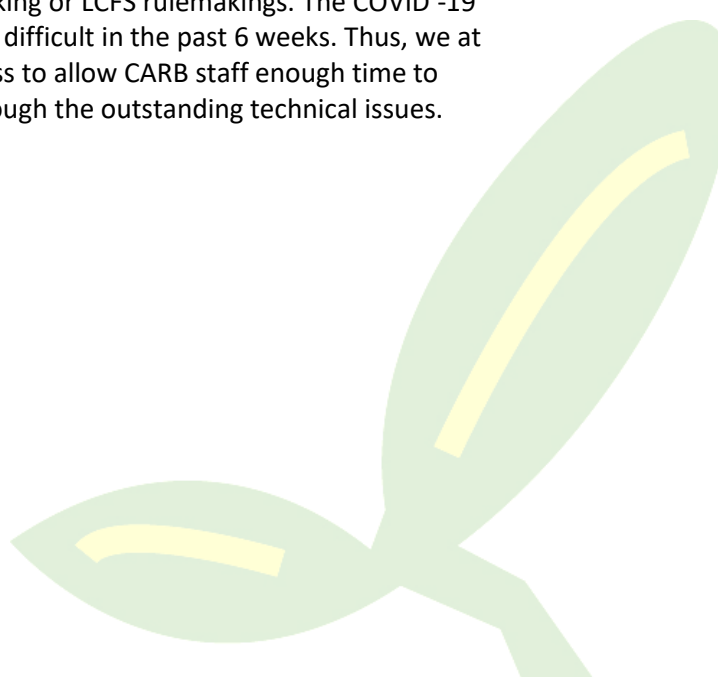 king or LCFS rulemakings. The COVID -19
difficult in the past 6 weeks. Thus, we at
ss to allow CARB staff enough time to
ough the outstanding technical issues.